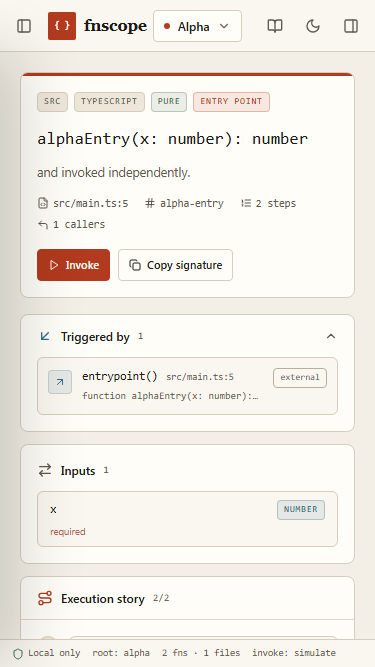 { } fnscope Alpha
SRC TYPESCRIPT PURE ENTRY POINT
alphaEntry(x: number): number
and invoked independently.
src/main.ts:5 alpha-entry 2 steps
1 callers
Invoke Copy signature
Triggered by 1
entrypoint() src/main.ts:5 external
function alphaEntry(x: number):…
Inputs 1
x NUMBER
required
Execution story 2/2
Local only root: alpha 2 fns · 1 files invoke: simulate